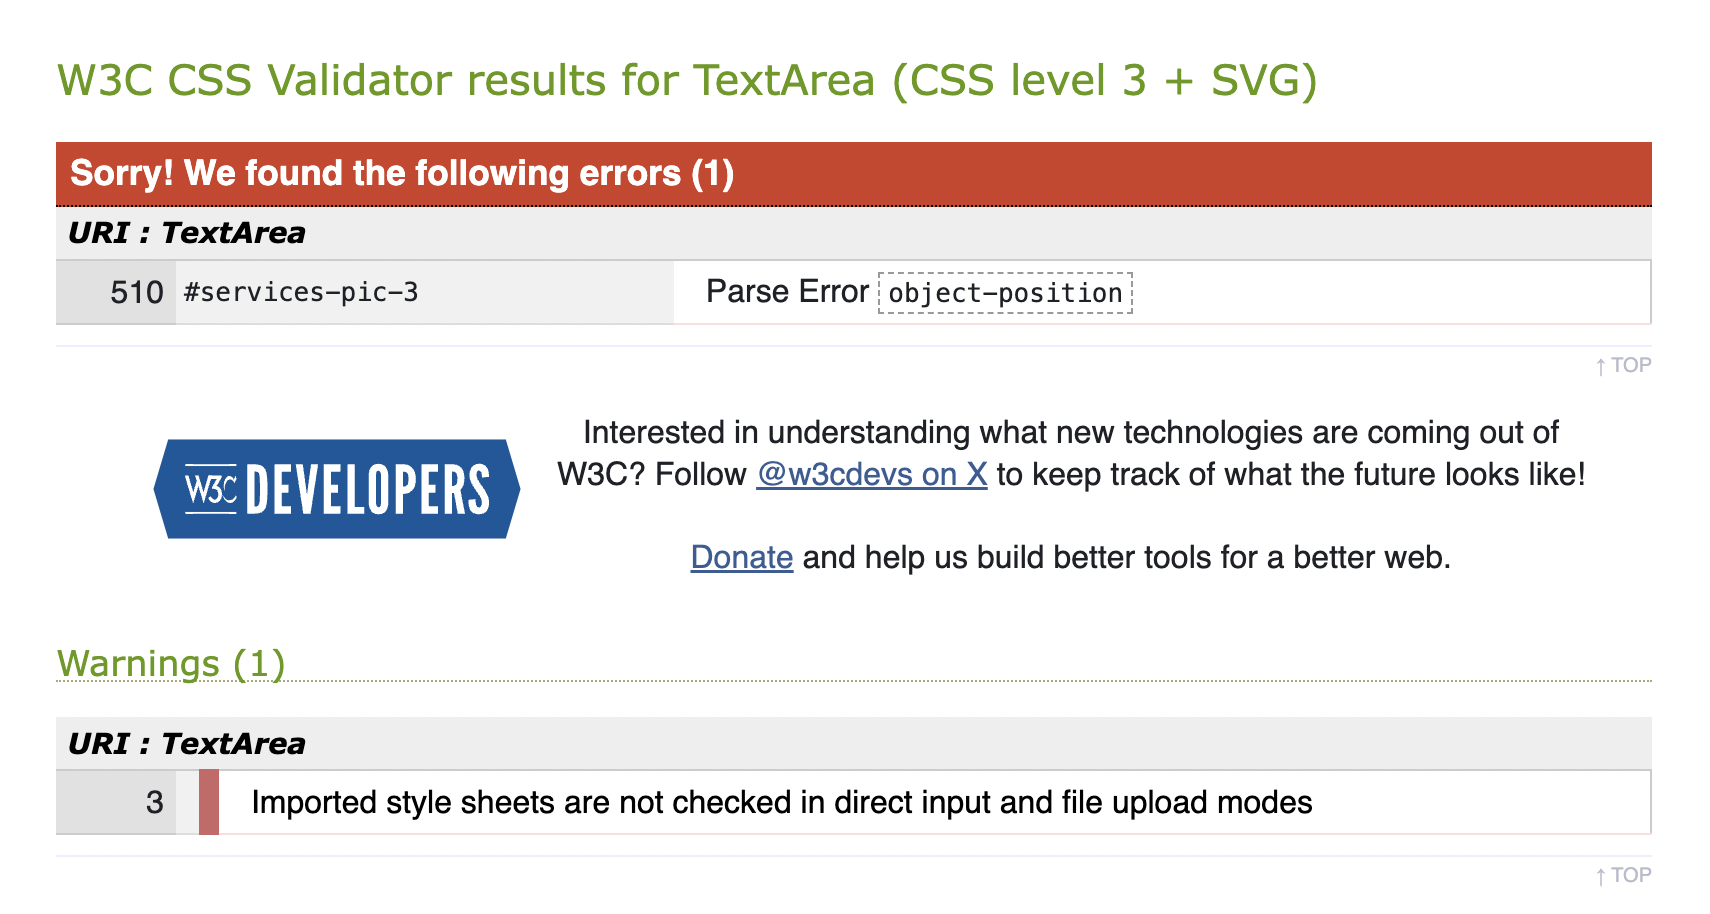 W3C CSS Validator results for TextArea (CSS level 3 + SVG)
Sorry! We found the following errors (1)
URI : TextArea
510 #services-pic-3 Parse Error object-position
↑ TOP
W3C DEVELOPERS
Interested in understanding what new technologies are coming out of
W3C? Follow @w3cdevs on X to keep track of what the future looks like!
Donate and help us build better tools for a better web.
Warnings (1)
URI : TextArea
3 Imported style sheets are not checked in direct input and file upload modes
↑ TOP